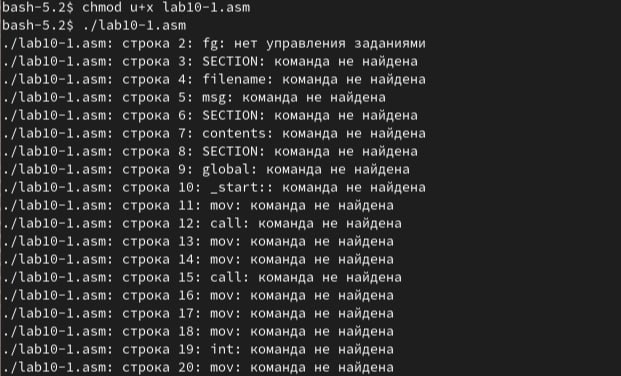 bash-5.2$ chmod u+x lab10-1.asm
bash-5.2$ ./lab10-1.asm
./lab10-1.asm: строка 2: fg: нет управления заданиями
./lab10-1.asm: строка 3: SECTION: команда не найдена
./lab10-1.asm: строка 4: filename: команда не найдена
./lab10-1.asm: строка 5: msg: команда не найдена
./lab10-1.asm: строка 6: SECTION: команда не найдена
./lab10-1.asm: строка 7: contents: команда не найдена
./lab10-1.asm: строка 8: SECTION: команда не найдена
./lab10-1.asm: строка 9: global: команда не найдена
./lab10-1.asm: строка 10: _start:: команда не найдена
./lab10-1.asm: строка 11: mov: команда не найдена
./lab10-1.asm: строка 12: call: команда не найдена
./lab10-1.asm: строка 13: mov: команда не найдена
./lab10-1.asm: строка 14: mov: команда не найдена
./lab10-1.asm: строка 15: call: команда не найдена
./lab10-1.asm: строка 16: mov: команда не найдена
./lab10-1.asm: строка 17: mov: команда не найдена
./lab10-1.asm: строка 18: mov: команда не найдена
./lab10-1.asm: строка 19: int: команда не найдена
./lab10-1.asm: строка 20: mov: команда не найдена